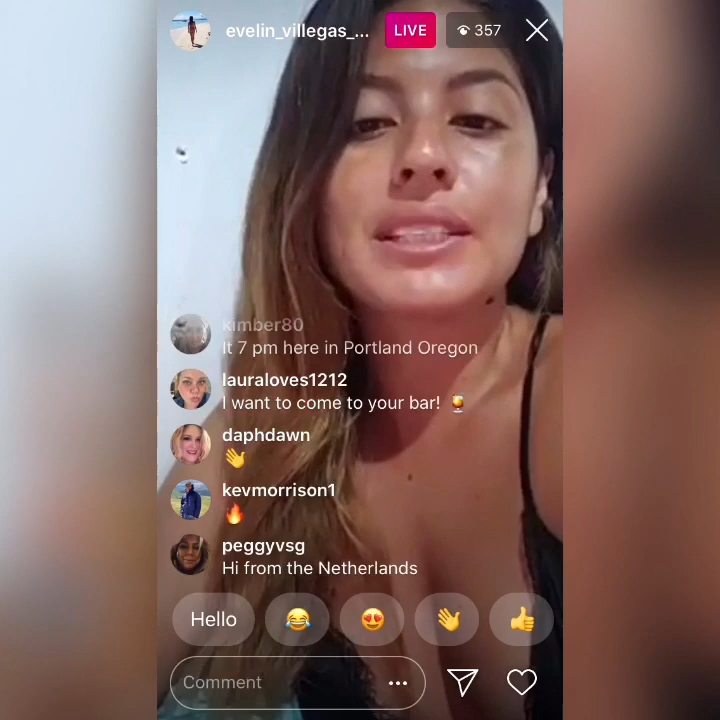 evelin_villegas_...
LIVE
357
kimber80
It 7 pm here in Portland Oregon
lauraloves1212
I want to come to your bar! 🍹
daphdawn
👋
kevmorrison1
🔥
peggyvsg
Hi from the Netherlands
Hello 😂 😍 👋 👍
Comment ...